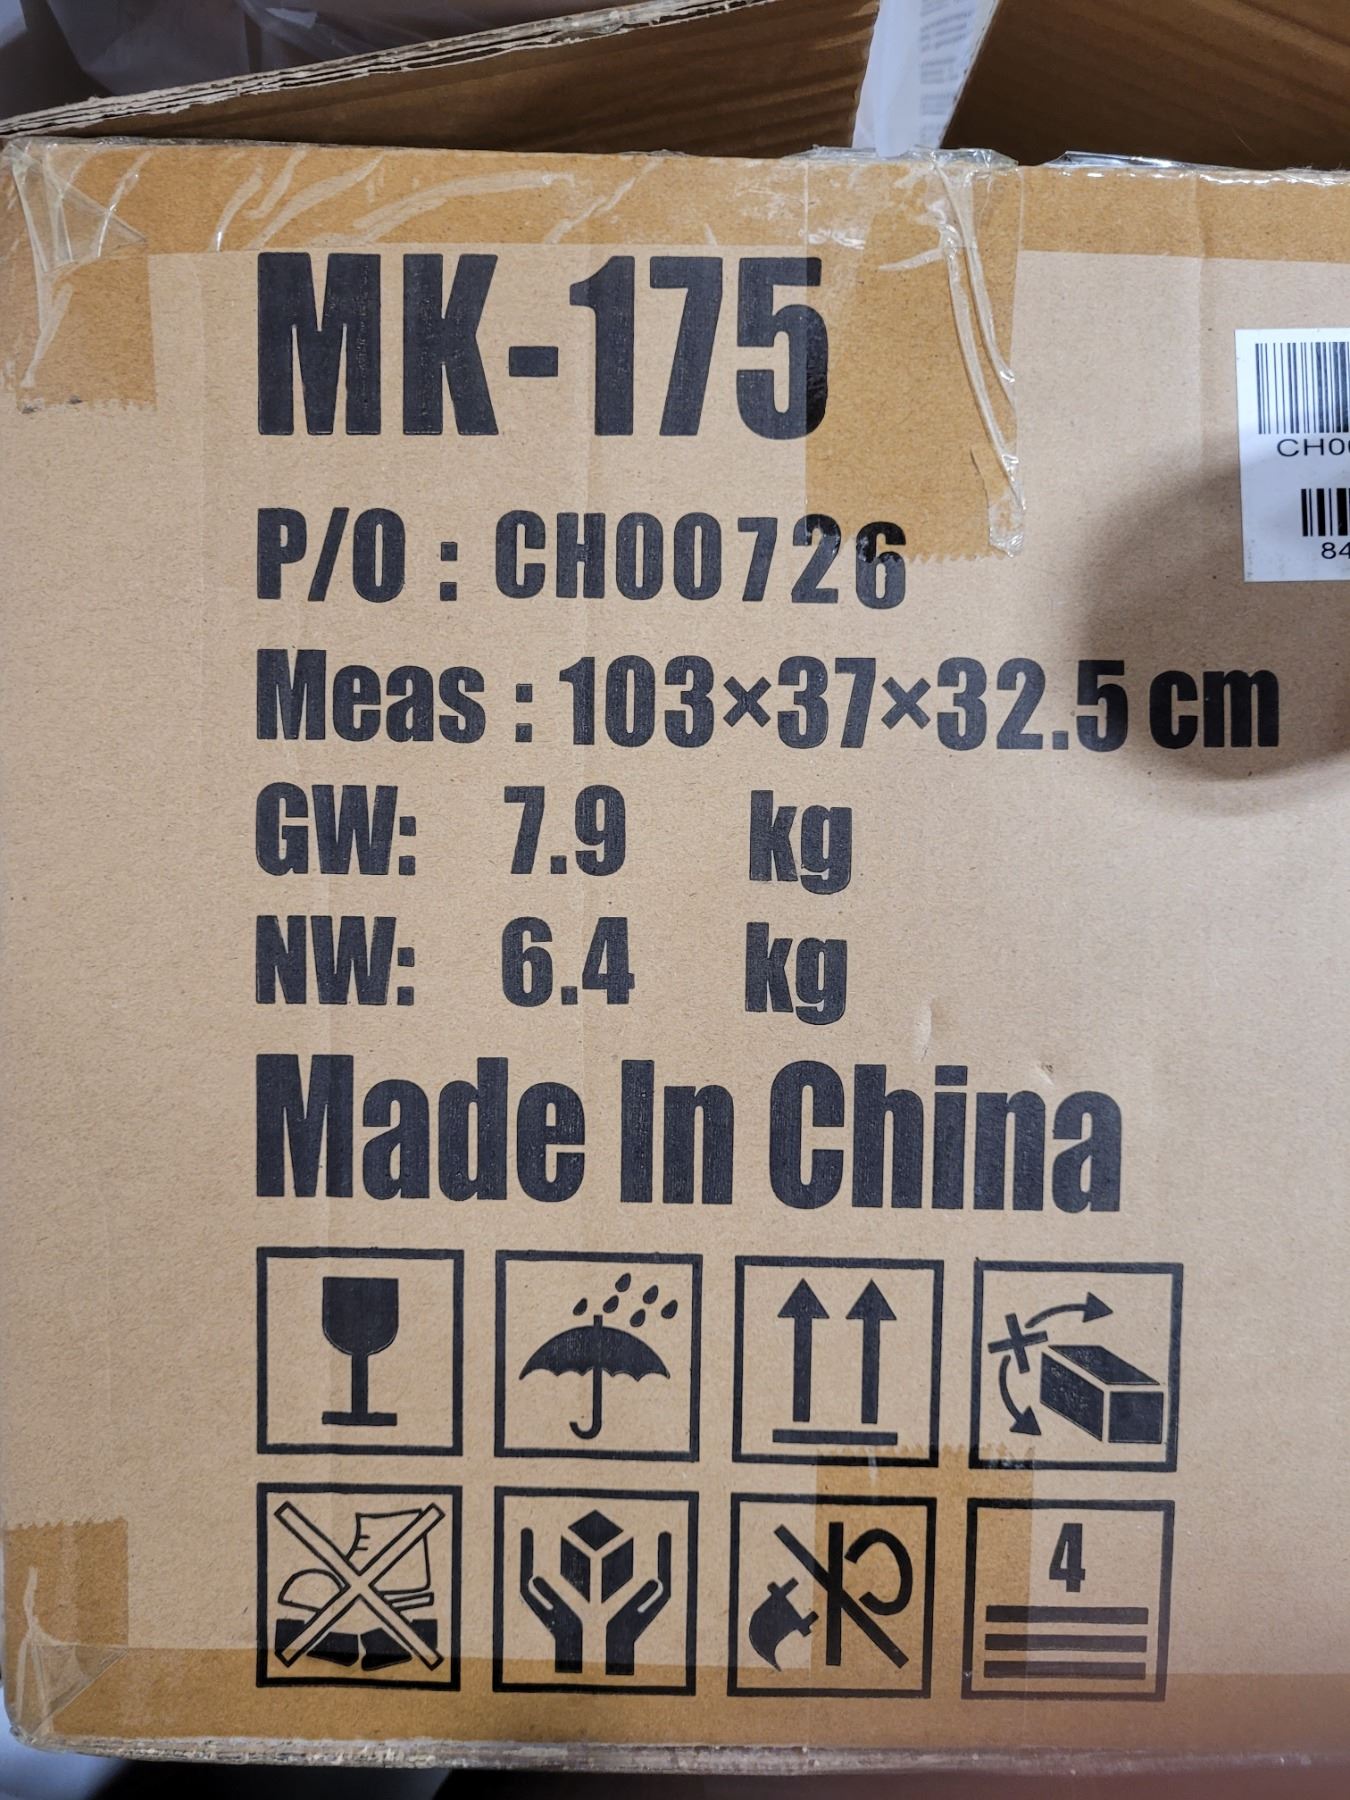 MK-175
P/O : CH00726
Meas : 103×37×32.5 cm
GW: 7.9 kg
NW: 6.4 kg
Made In China
4